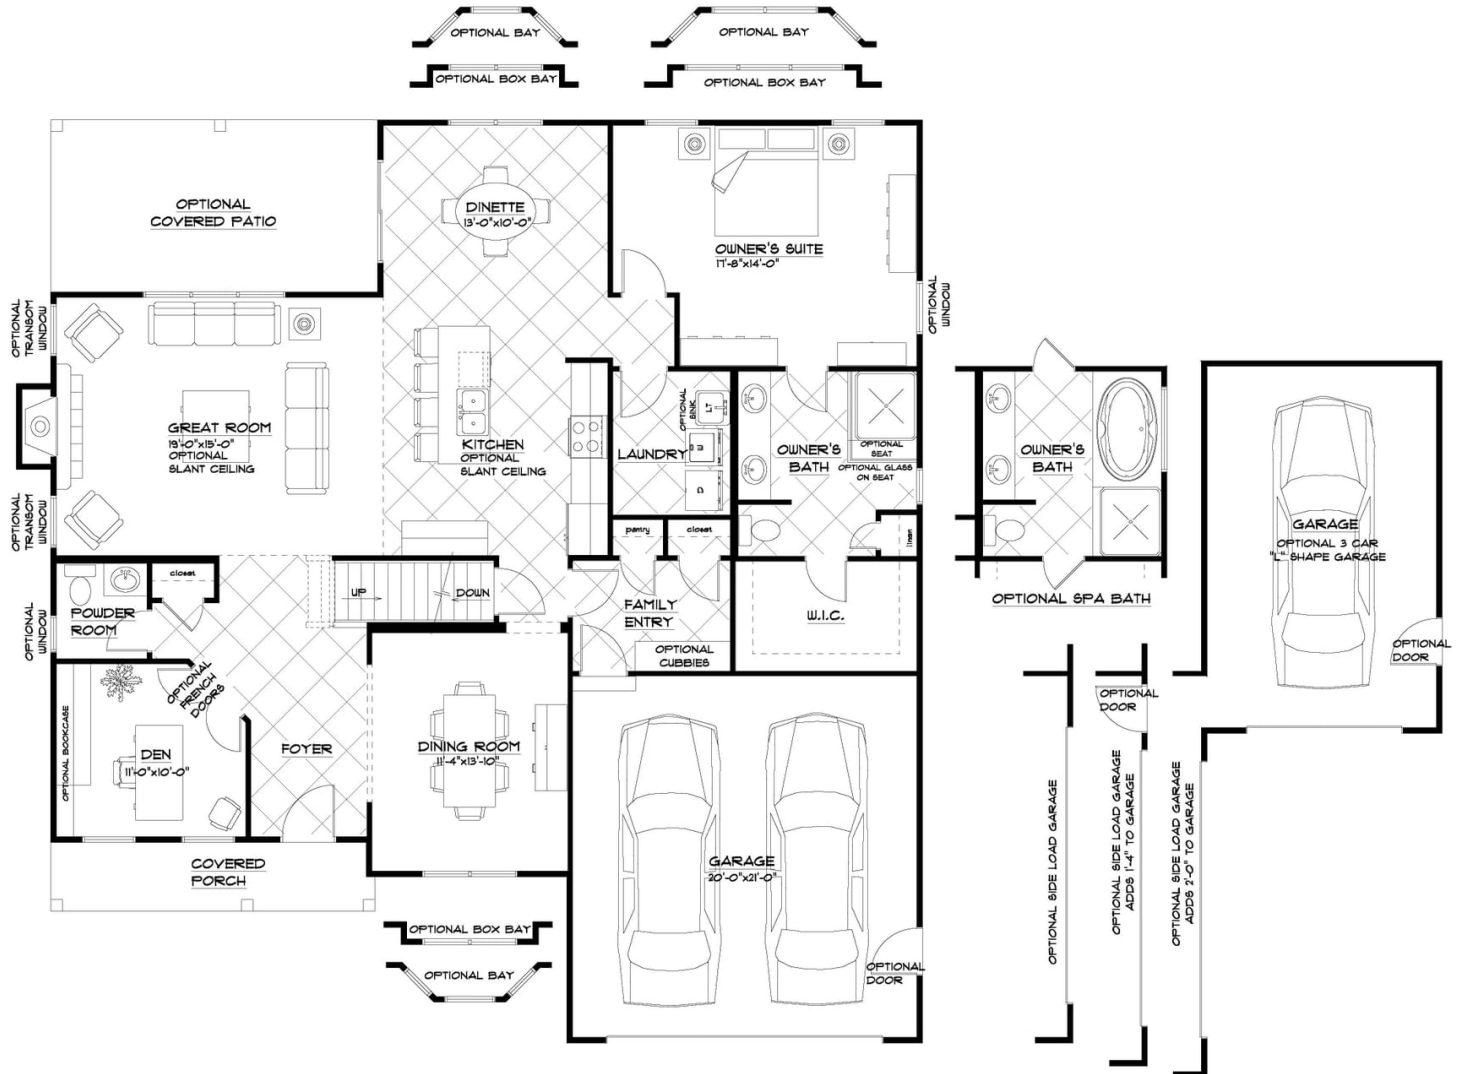 OPTIONAL BAY
OPTIONAL BOX BAY
OPTIONAL BAY
OPTIONAL BOX BAY
OPTIONAL
COVERED PATIO
DINETTE
13'-0"x10'-0"
OWNER'S SUITE
17'-8"x14'-0"
OPTIONAL
WINDOW
OPTIONAL
TRANSOM
WINDOW
GREAT ROOM
19'-0"x15'-0"
OPTIONAL
SLANT CEILING
OPTIONAL
TRANSOM
WINDOW
KITCHEN
OPTIONAL
SLANT CEILING
OPTIONAL
SINK
LT
W
D
LAUNDRY
OWNER'S
BATH
OPTIONAL
SEAT
OPTIONAL GLASS
ON SEAT
linen
pantry
closet
OWNER'S
BATH
OPTIONAL SPA BATH
GARAGE
OPTIONAL 3 CAR
"L" SHAPE GARAGE
OPTIONAL
DOOR
closet
POWDER
ROOM
OPTIONAL
WINDOW
UP
DOWN
FAMILY
ENTRY
OPTIONAL
CUBBIES
W.I.C.
OPTIONAL
FRENCH
DOORS
OPTIONAL BOOKCASE
DEN
11'-0"x10'-0"
FOYER
DINING ROOM
11'-4"x13'-10"
COVERED
PORCH
GARAGE
20'-0"x21'-0"
OPTIONAL
DOOR
OPTIONAL BOX BAY
OPTIONAL BAY
OPTIONAL SIDE LOAD GARAGE
OPTIONAL
DOOR
OPTIONAL SIDE LOAD GARAGE
ADDS 1'-4" TO GARAGE
OPTIONAL SIDE LOAD GARAGE
ADDS 2'-0" TO GARAGE